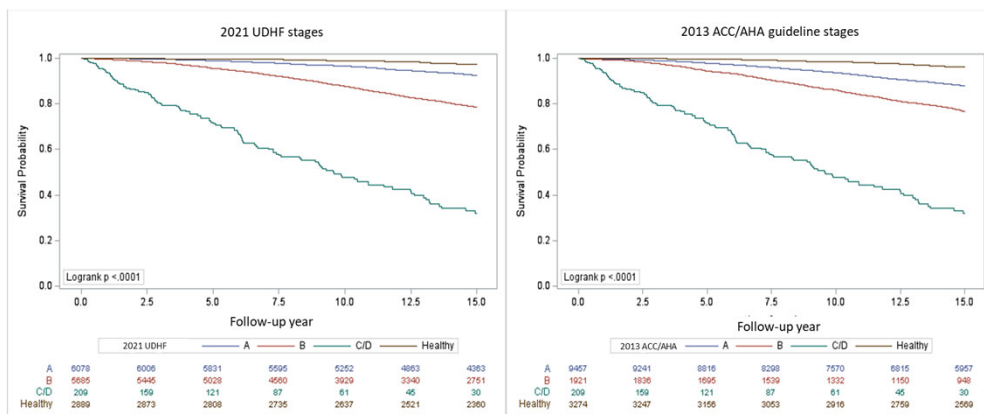 2021 UDHF stages
Survival Probability
1.0
0.8
0.6
0.4
0.2
0.0
Logrank p <.0001
0.0 2.5 5.0 7.5 10.0 12.5 15.0
Follow-up year
2021 UDHF A B C/D Healthy
A 6078 6006 5831 5595 5252 4863 4363
B 5685 5445 5028 4560 3929 3340 2751
C/D 209 159 121 87 61 45 30
Healthy 2889 2873 2808 2735 2637 2521 2360
2013 ACC/AHA guideline stages
Survival Probability
1.0
0.8
0.6
0.4
0.2
0.0
Logrank p <.0001
0.0 2.5 5.0 7.5 10.0 12.5 15.0
Follow-up year
2013 ACC/AHA A B C/D Healthy
A 9457 9241 8816 8298 7570 6815 5957
B 1921 1836 1695 1539 1332 1150 948
C/D 209 159 121 87 61 45 30
Healthy 3274 3247 3156 3053 2916 2759 2569